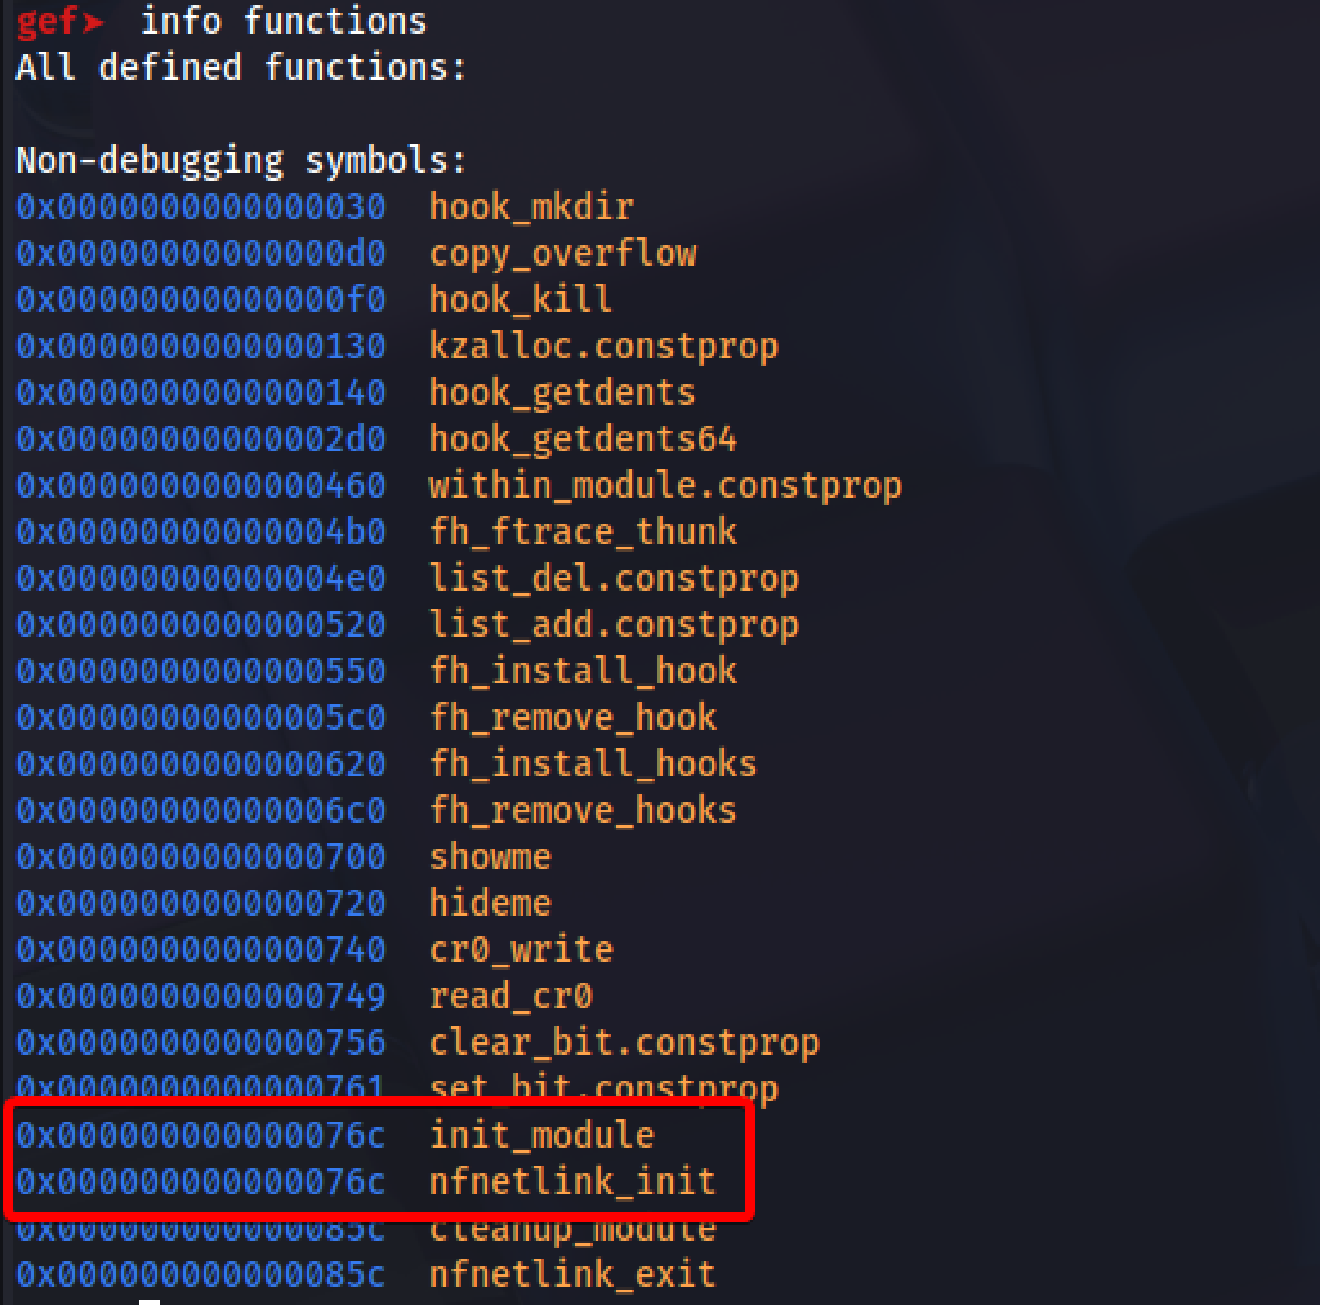 gef➤ info functions
All defined functions:
Non-debugging symbols:
0x0000000000000030 hook_mkdir
0x00000000000000d0 copy_overflow
0x00000000000000f0 hook_kill
0x0000000000000130 kzalloc.constprop
0x0000000000000140 hook_getdents
0x00000000000002d0 hook_getdents64
0x0000000000000460 within_module.constprop
0x00000000000004b0 fh_ftrace_thunk
0x00000000000004e0 list_del.constprop
0x0000000000000520 list_add.constprop
0x0000000000000550 fh_install_hook
0x00000000000005c0 fh_remove_hook
0x0000000000000620 fh_install_hooks
0x00000000000006c0 fh_remove_hooks
0x0000000000000700 showme
0x0000000000000720 hideme
0x0000000000000740 cr0_write
0x0000000000000749 read_cr0
0x0000000000000756 clear_bit.constprop
0x0000000000000761 set_bit.constprop
0x000000000000076c init_module
0x000000000000076c nfnetlink_init
0x000000000000085c cleanup_module
0x000000000000085c nfnetlink_exit